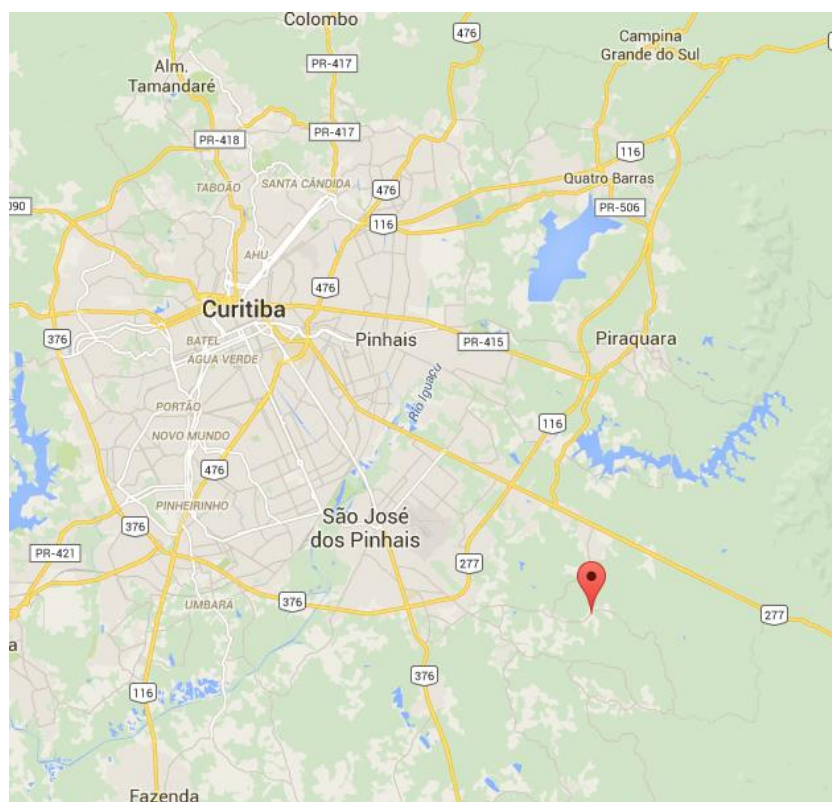 Colombo
476
Campina
Grande do Sul
PR-417
Alm.
Tamandaré
PR-417
PR-418
116
TABOÃO
SANTA CÂNDIDA
476
Quatro Barras
090
PR-506
116
AHU
476
Curitiba
376
BATEL
Pinhais
PR-415
Piraquara
ÁGUA VERDE
Rio Iguaçu
PORTÃO
116
NOVO MUNDO
476
PINHEIRINHO
São José
dos Pinhais
376
PR-421
277
376
UMBARÁ
277
a
376
116
Fazenda